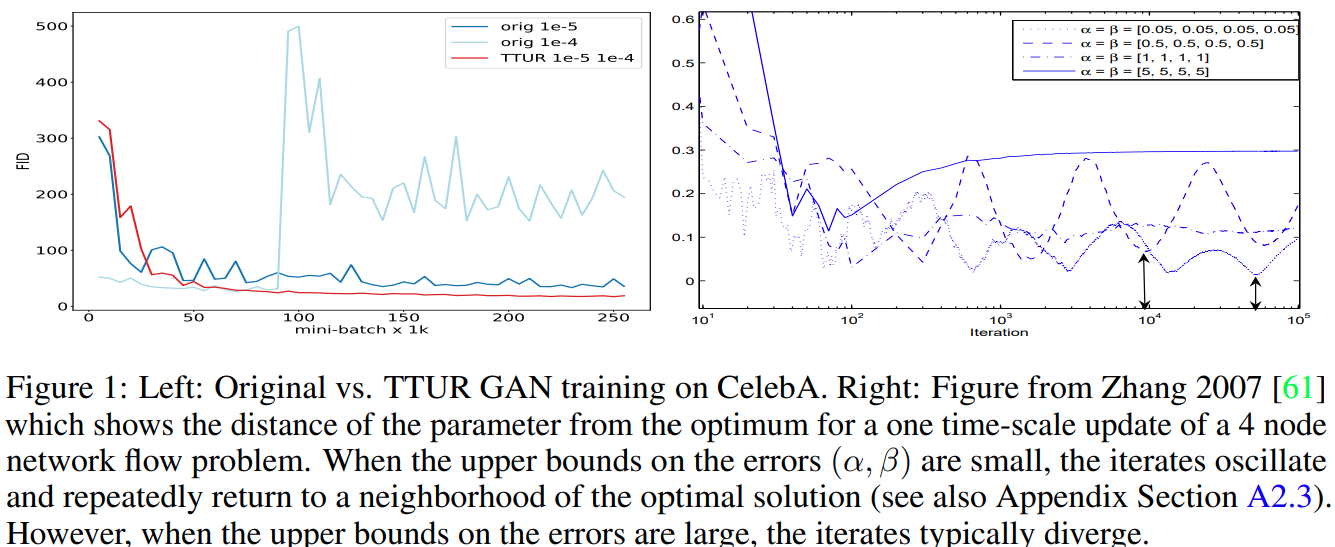 500
400
300
200
100
0
FID
0
50
100
150
200
250
mini-batch x 1k
orig 1e-5
orig 1e-4
TTUR 1e-5 1e-4
0.6
0.5
0.4
0.3
0.2
0.1
0
10¹
10²
10³
10⁴
10⁵
Iteration
α = β = [0.05, 0.05, 0.05, 0.05]
α = β = [0.5, 0.5, 0.5, 0.5]
α = β = [1, 1, 1, 1]
α = β = [5, 5, 5, 5]
Figure 1: Left: Original vs. TTUR GAN training on CelebA. Right: Figure from Zhang 2007 [61]
which shows the distance of the parameter from the optimum for a one time-scale update of a 4 node
network flow problem. When the upper bounds on the errors (α, β) are small, the iterates oscillate
and repeatedly return to a neighborhood of the optimal solution (see also Appendix Section A2.3).
However, when the upper bounds on the errors are large, the iterates typically diverge.